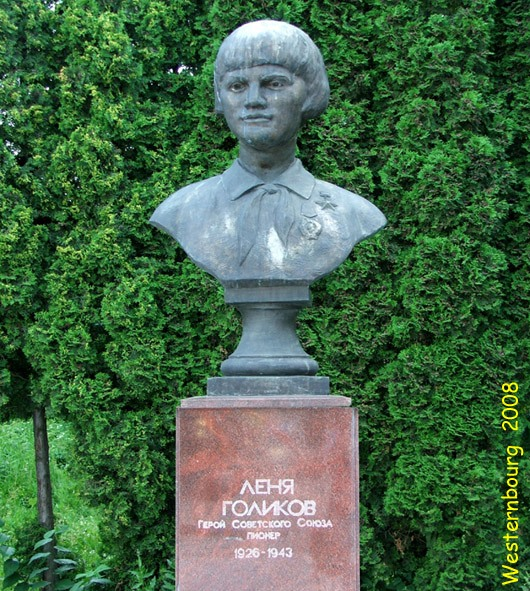 ЛЕНЯ
ГОЛИКОВ
ГЕРОЙ СОВЕТСКОГО СОЮЗА
ПИОНЕР
1926-1943
Westernbourg 2008